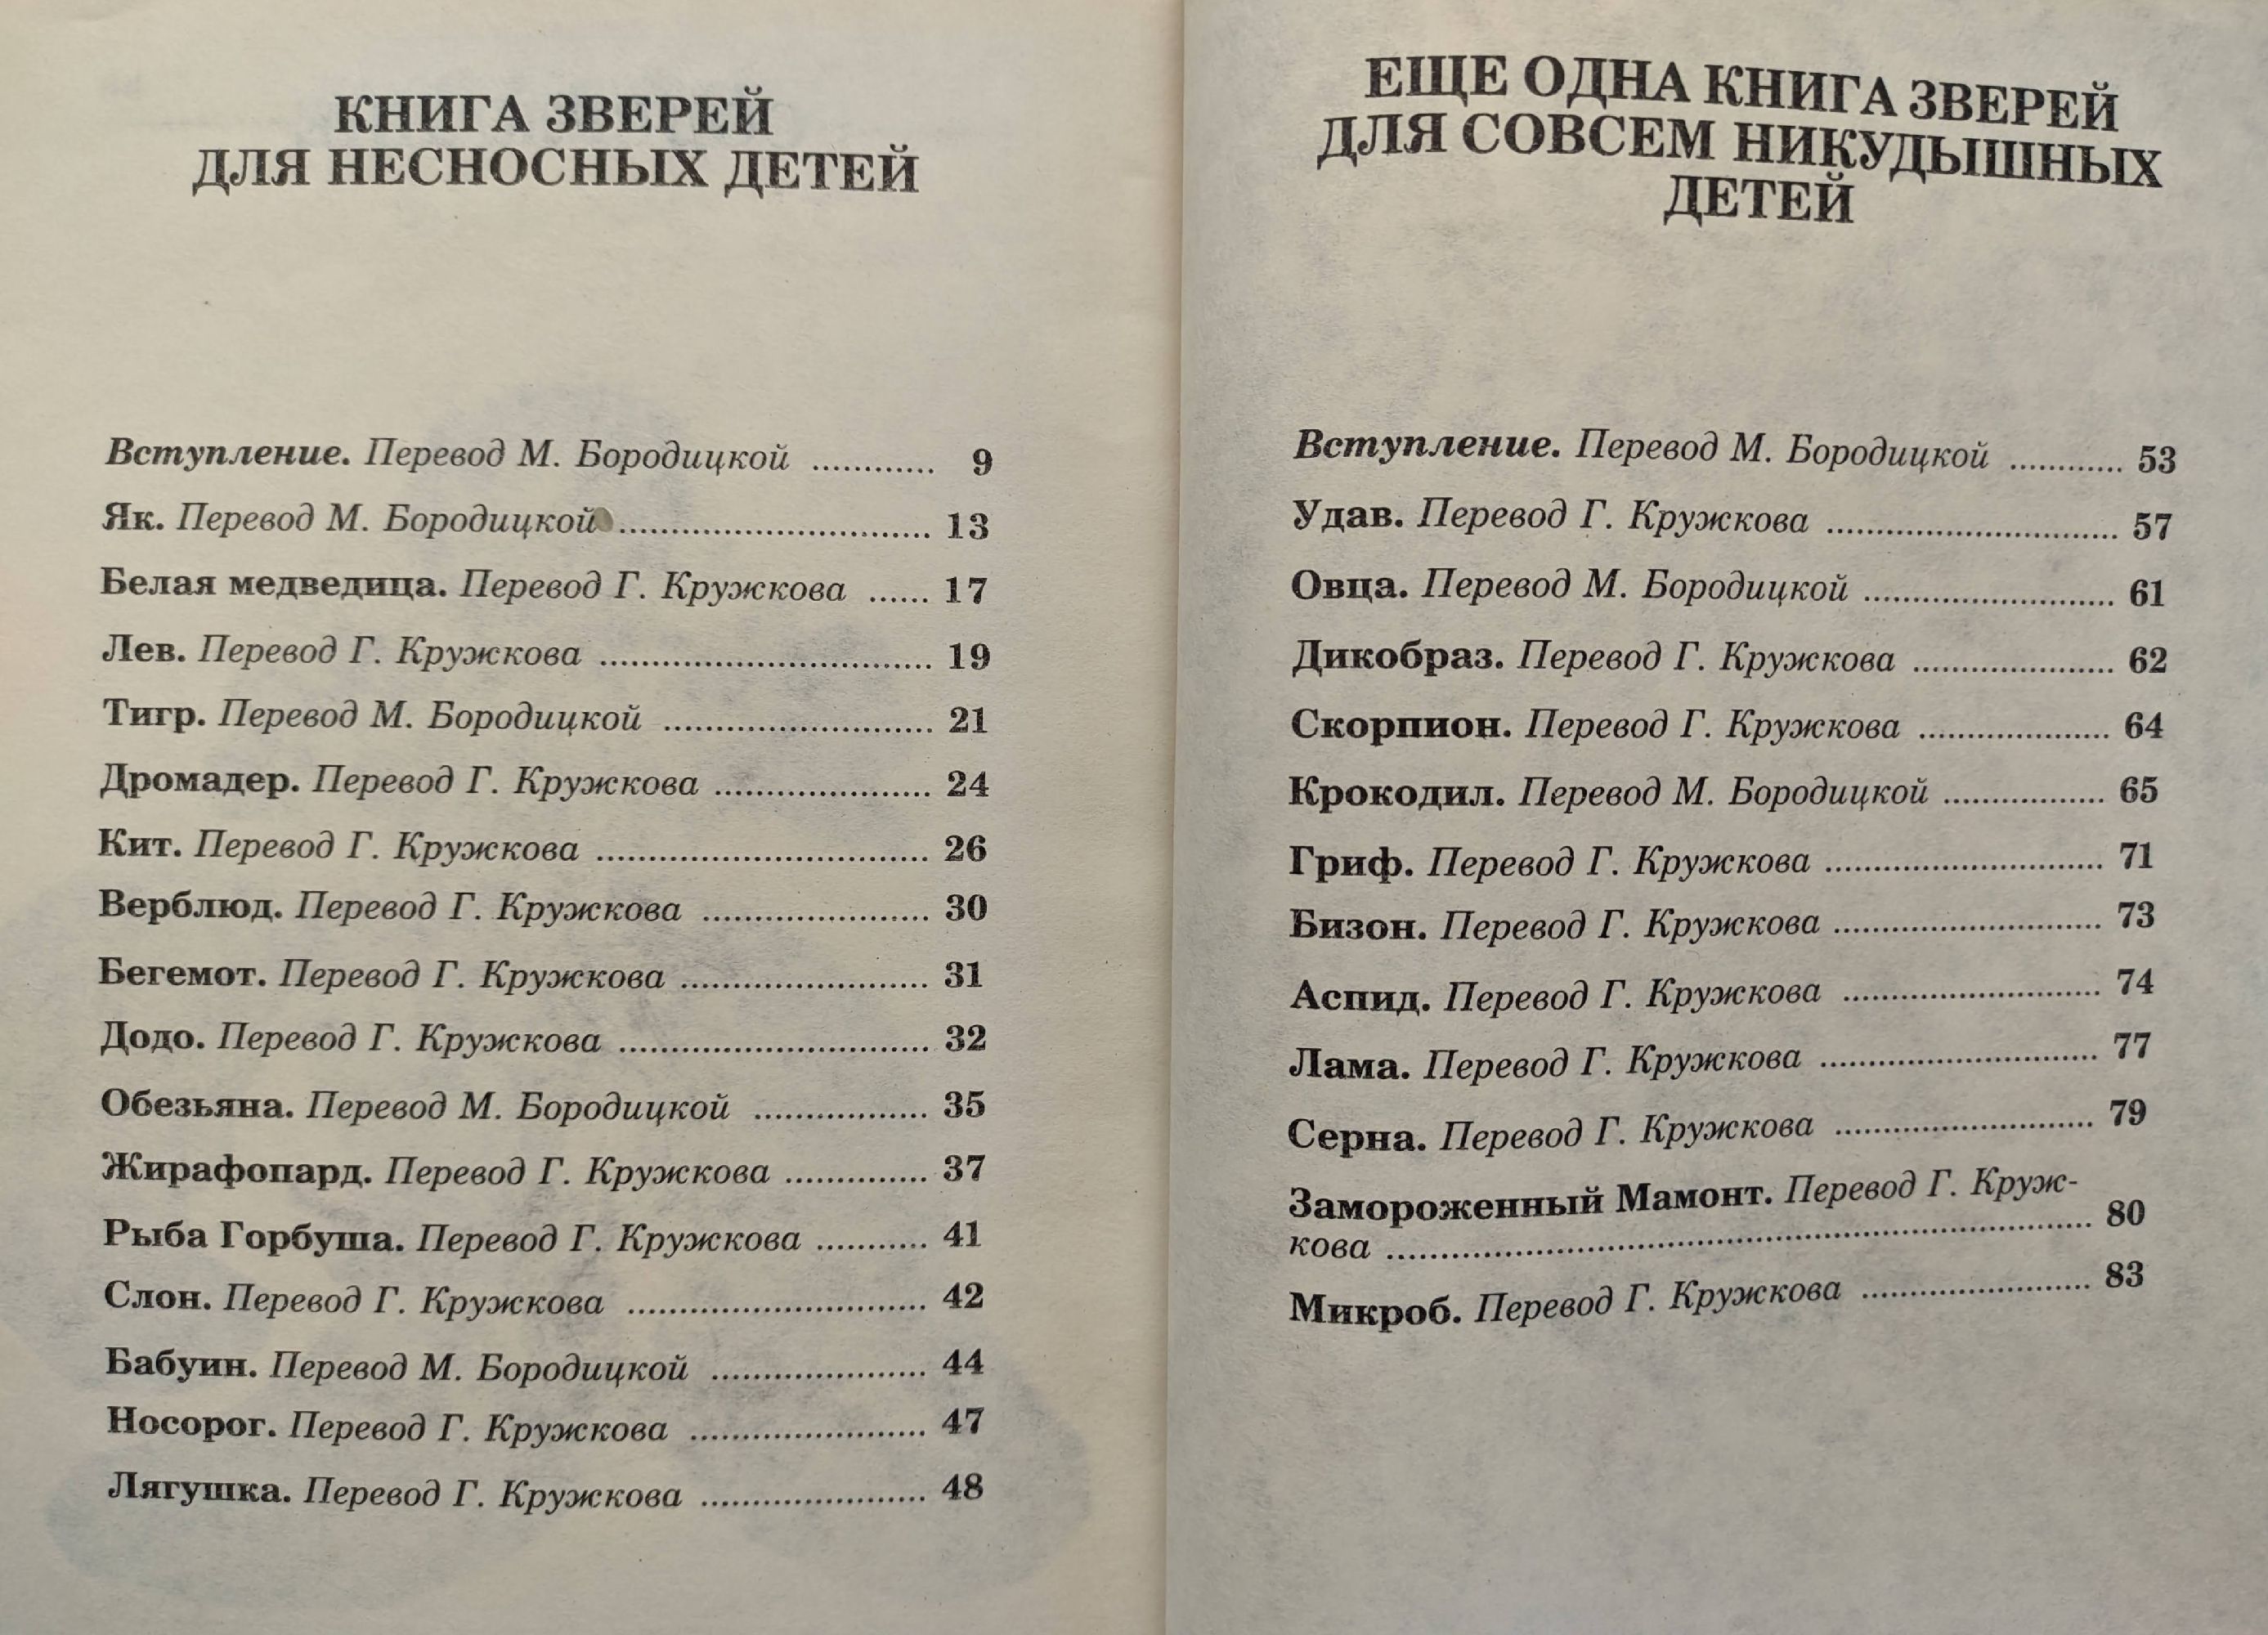 КНИГА ЗВЕРЕЙ
ДЛЯ НЕСНОСНЫХ ДЕТЕЙ
Вступление. Перевод М. Бородицкой ............ 9
Як. Перевод М. Бородицкой .............................. 13
Белая медведица. Перевод Г. Кружкова ...... 17
Лев. Перевод Г. Кружкова ................................ 19
Тигр. Перевод М. Бородицкой .......................... 21
Дромадер. Перевод Г. Кружкова ..................... 24
Кит. Перевод Г. Кружкова ................................ 26
Верблюд. Перевод Г. Кружкова ...................... 30
Бегемот. Перевод Г. Кружкова ........................ 31
Додо. Перевод Г. Кружкова .............................. 32
Обезьяна. Перевод М. Бородицкой ................. 35
Жирафопард. Перевод Г. Кружкова .............. 37
Рыба Горбуша. Перевод Г. Кружкова ........... 41
Слон. Перевод Г. Кружкова ............................. 42
Бабуин. Перевод М. Бородицкой ..................... 44
Носорог. Перевод Г. Кружкова ....................... 47
Лягушка. Перевод Г. Кружкова ...................... 48
ЕЩЕ ОДНА КНИГА ЗВЕРЕЙ
ДЛЯ СОВСЕМ НИКУДЫШНЫХ
ДЕТЕЙ
Вступление. Перевод М. Бородицкой ............ 53
Удав. Перевод Г. Кружкова ............................. 57
Овца. Перевод М. Бородицкой ......................... 61
Дикобраз. Перевод Г. Кружкова .................... 62
Скорпион. Перевод Г. Кружкова ................... 64
Крокодил. Перевод М. Бородицкой ................ 65
Гриф. Перевод Г. Кружкова ............................ 71
Бизон. Перевод Г. Кружкова ........................... 73
Аспид. Перевод Г. Кружкова .......................... 74
Лама. Перевод Г. Кружкова ............................ 77
Серна. Перевод Г. Кружкова .......................... 79
Замороженный Мамонт. Перевод Г. Круж-
кова ...................................................................... 80
Микроб. Перевод Г. Кружкова ....................... 83